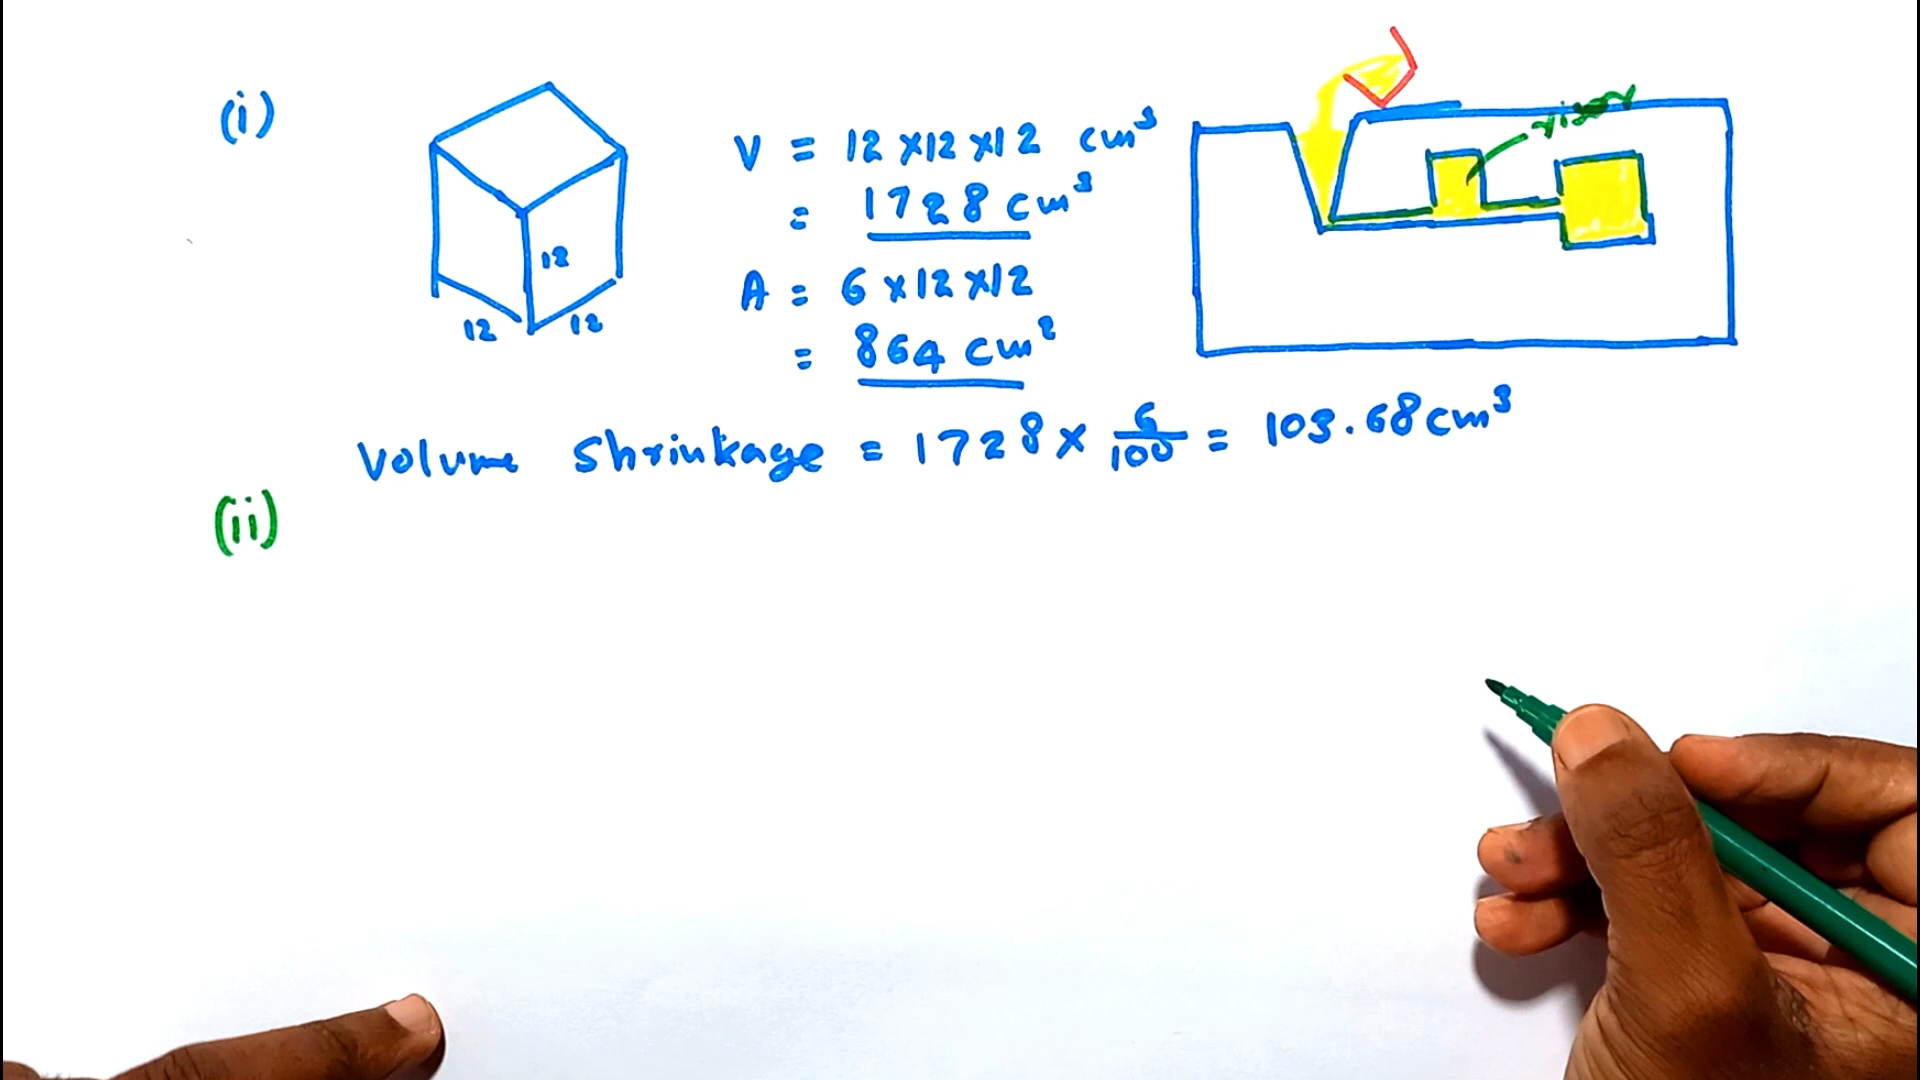 (i)
12
12
12
V = 12 × 12 × 12 cm³
= 1728 cm³
A = 6 × 12 × 12
= 864 cm²
riser
Volume Shrinkage = 1728 × 6/100 = 103.68 cm³
(ii)